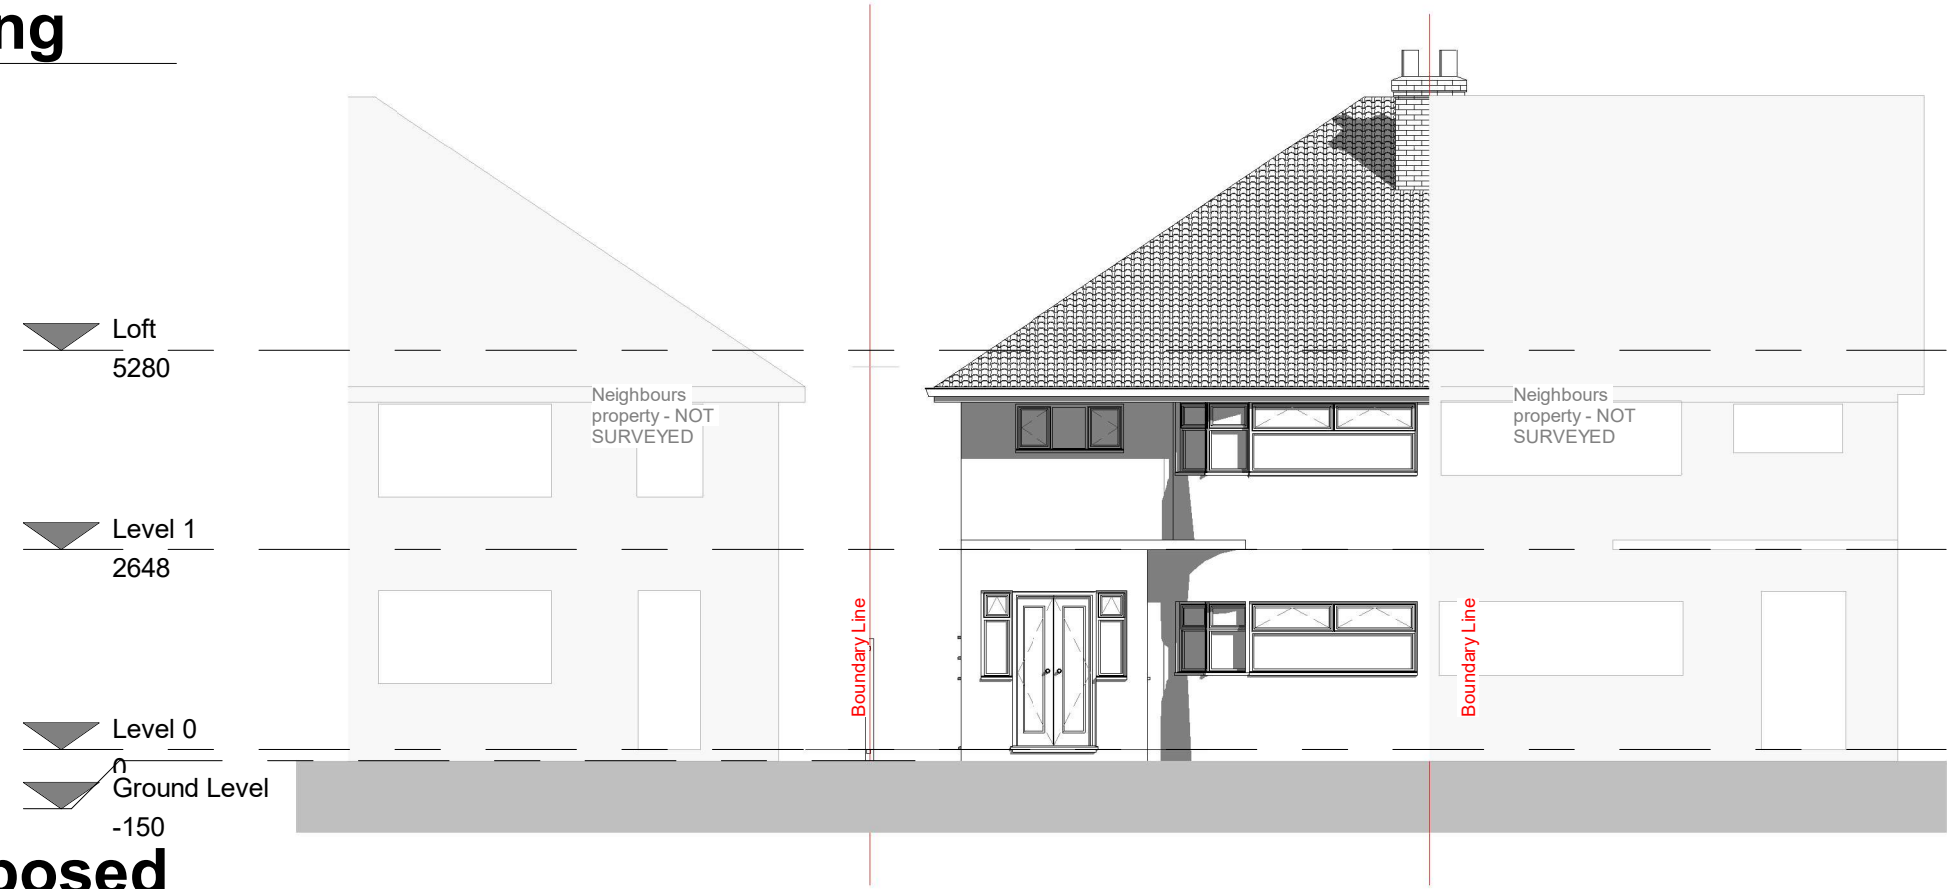 ng
Loft
5280
Neighbours
property - NOT
SURVEYED
Neighbours
property - NOT
SURVEYED
Level 1
2648
Boundary Line
Boundary Line
Level 0
0
Ground Level
-150
posed